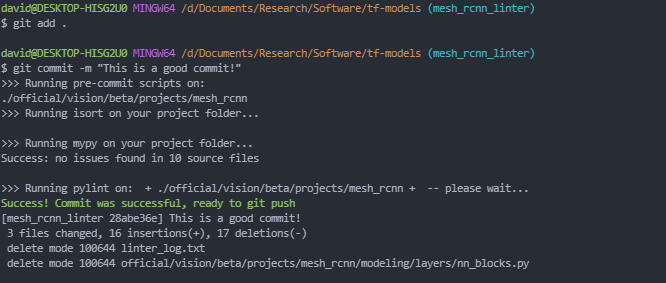 david@DESKTOP-HISG2U0 MINGW64 /d/Documents/Research/Software/tf-models (mesh_rcnn_linter)
$ git add .
david@DESKTOP-HISG2U0 MINGW64 /d/Documents/Research/Software/tf-models (mesh_rcnn_linter)
$ git commit -m "This is a good commit!"
>>> Running pre-commit scripts on:
./official/vision/beta/projects/mesh_rcnn
>>> Running isort on your project folder...
>>> Running mypy on your project folder...
Success: no issues found in 10 source files
>>> Running pylint on:  + ./official/vision/beta/projects/mesh_rcnn +  -- please wait...
Success! Commit was successful, ready to git push
[mesh_rcnn_linter 28abe36e] This is a good commit!
 3 files changed, 16 insertions(+), 17 deletions(-)
 delete mode 100644 linter_log.txt
 delete mode 100644 official/vision/beta/projects/mesh_rcnn/modeling/layers/nn_blocks.py